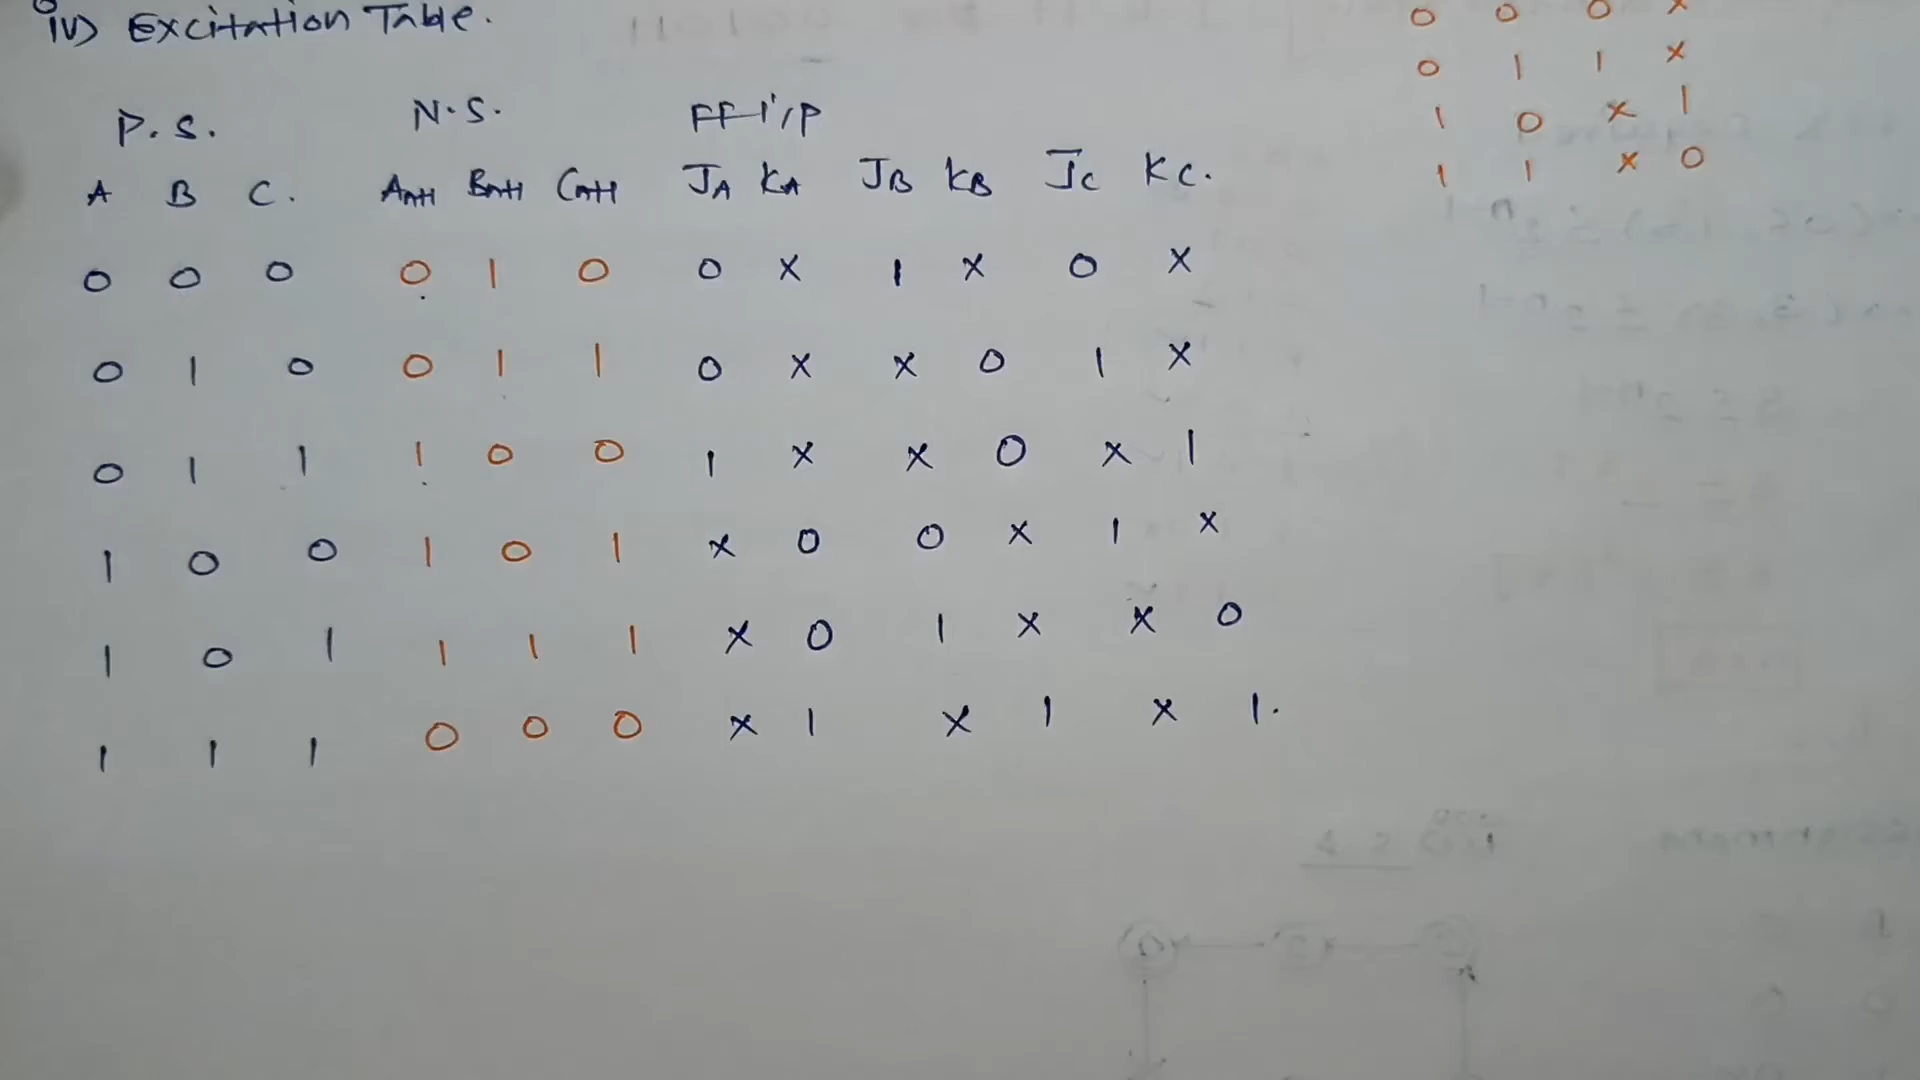 iv) Excitation Table.
0 0 0 x
0 1 1 x
1 0 x 1
1 1 x 0
P.S. N.S. FF I'/P
A B C. An+1 Bn+1 Cn+1 JA KA JB KB JC KC.
0 0 0 0 1 0 0 x 1 x 0 x
0 1 0 0 1 1 0 x x 0 1 x
0 1 1 1 0 0 1 x x 0 x 1
1 0 0 1 0 1 x 0 0 x 1 x
1 0 1 1 1 1 x 0 1 x x 0
1 1 1 0 0 0 x 1 x 1 x 1.